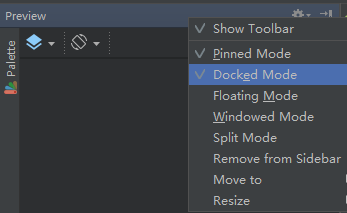 Preview
Show Toolbar
Palette
Pinned Mode
Docked Mode
Floating Mode
Windowed Mode
Split Mode
Remove from Sidebar
Move to
Resize